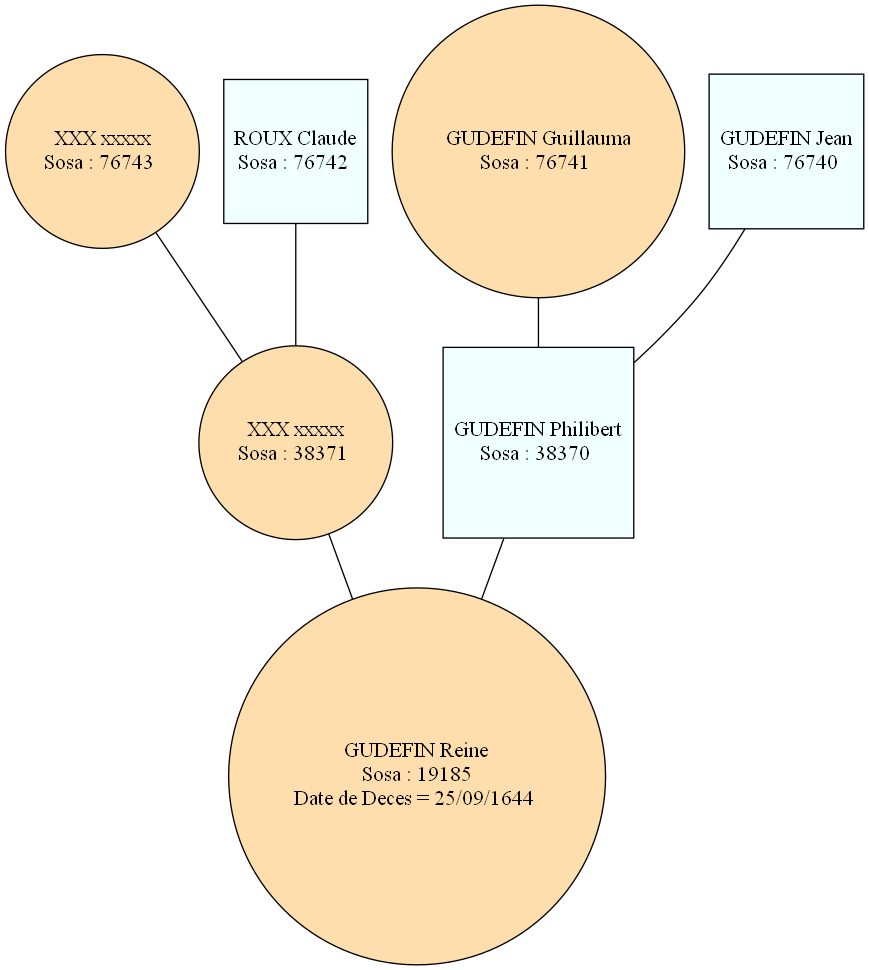 XXX xxxxx
Sosa : 76743
ROUX Claude
Sosa : 76742
GUDEFIN Guillauma
Sosa : 76741
GUDEFIN Jean
Sosa : 76740
XXX xxxxx
Sosa : 38371
GUDEFIN Philibert
Sosa : 38370
GUDEFIN Reine
Sosa : 19185
Date de Deces = 25/09/1644